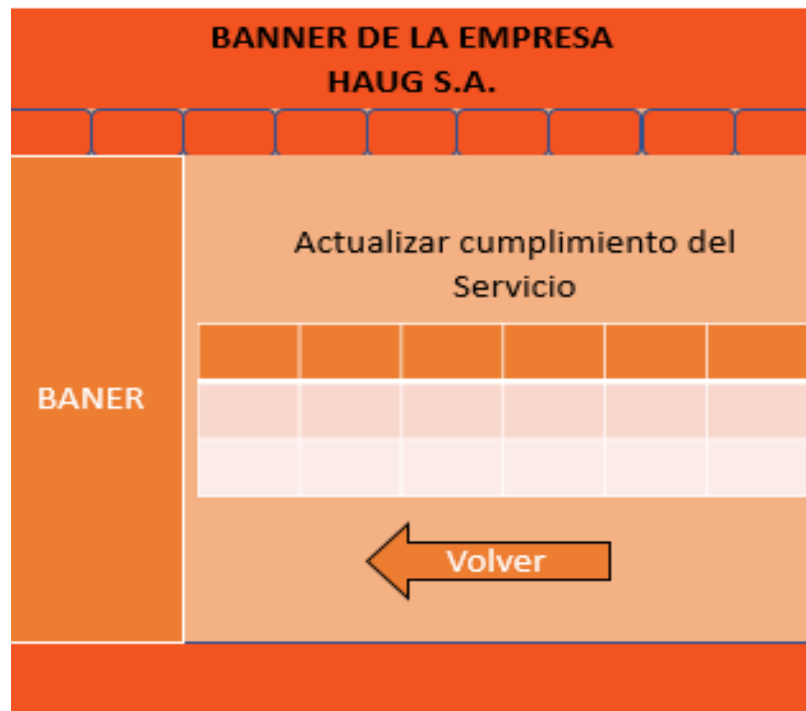 BANNER DE LA EMPRESA
HAUG S.A.
Actualizar cumplimiento del
Servicio
BANER
Volver